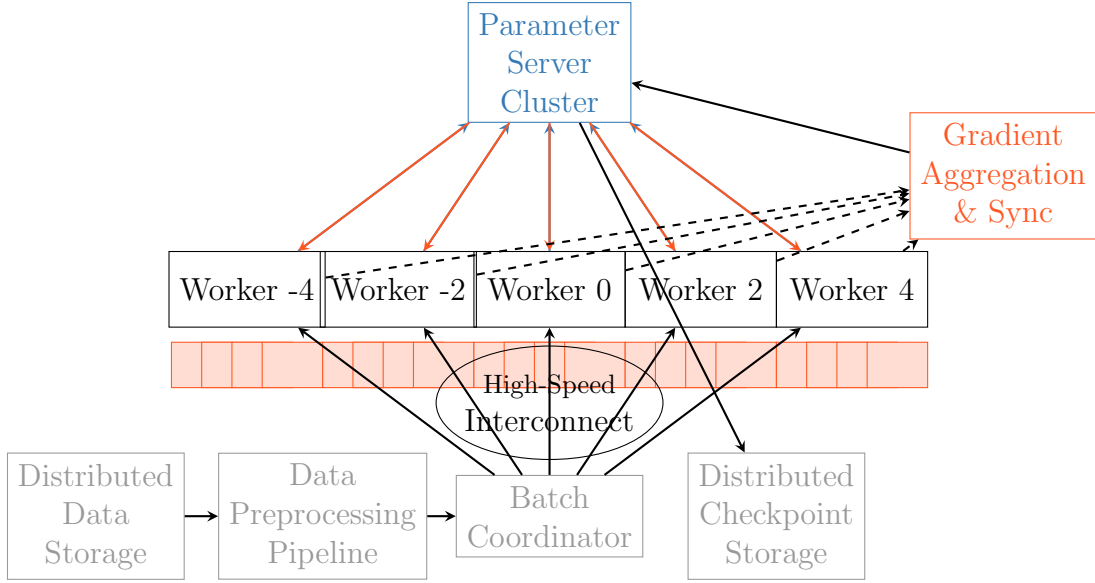 Parameter
Server
Cluster
Gradient
Aggregation
& Sync
Worker -4
Worker -2
Worker 0
Worker 2
Worker 4
High-Speed
Interconnect
Distributed
Data
Storage
Data
Preprocessing
Pipeline
Batch
Coordinator
Distributed
Checkpoint
Storage